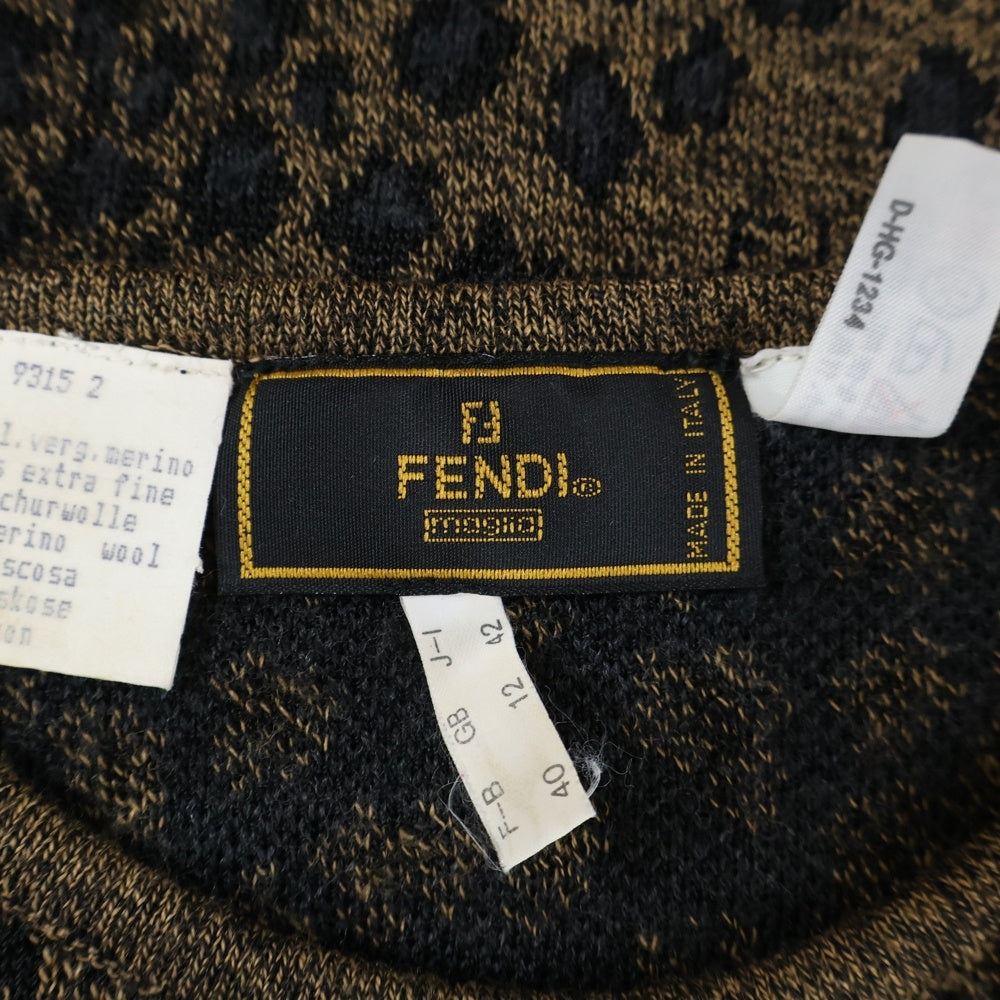 9315 2
verg. merino
extra fine
churwolle
erino wool
scosa
skose
on
FF
FENDI®
maglia
MADE IN ITALY
D-HG-1234
J-I 42
GB 12
F-B 40